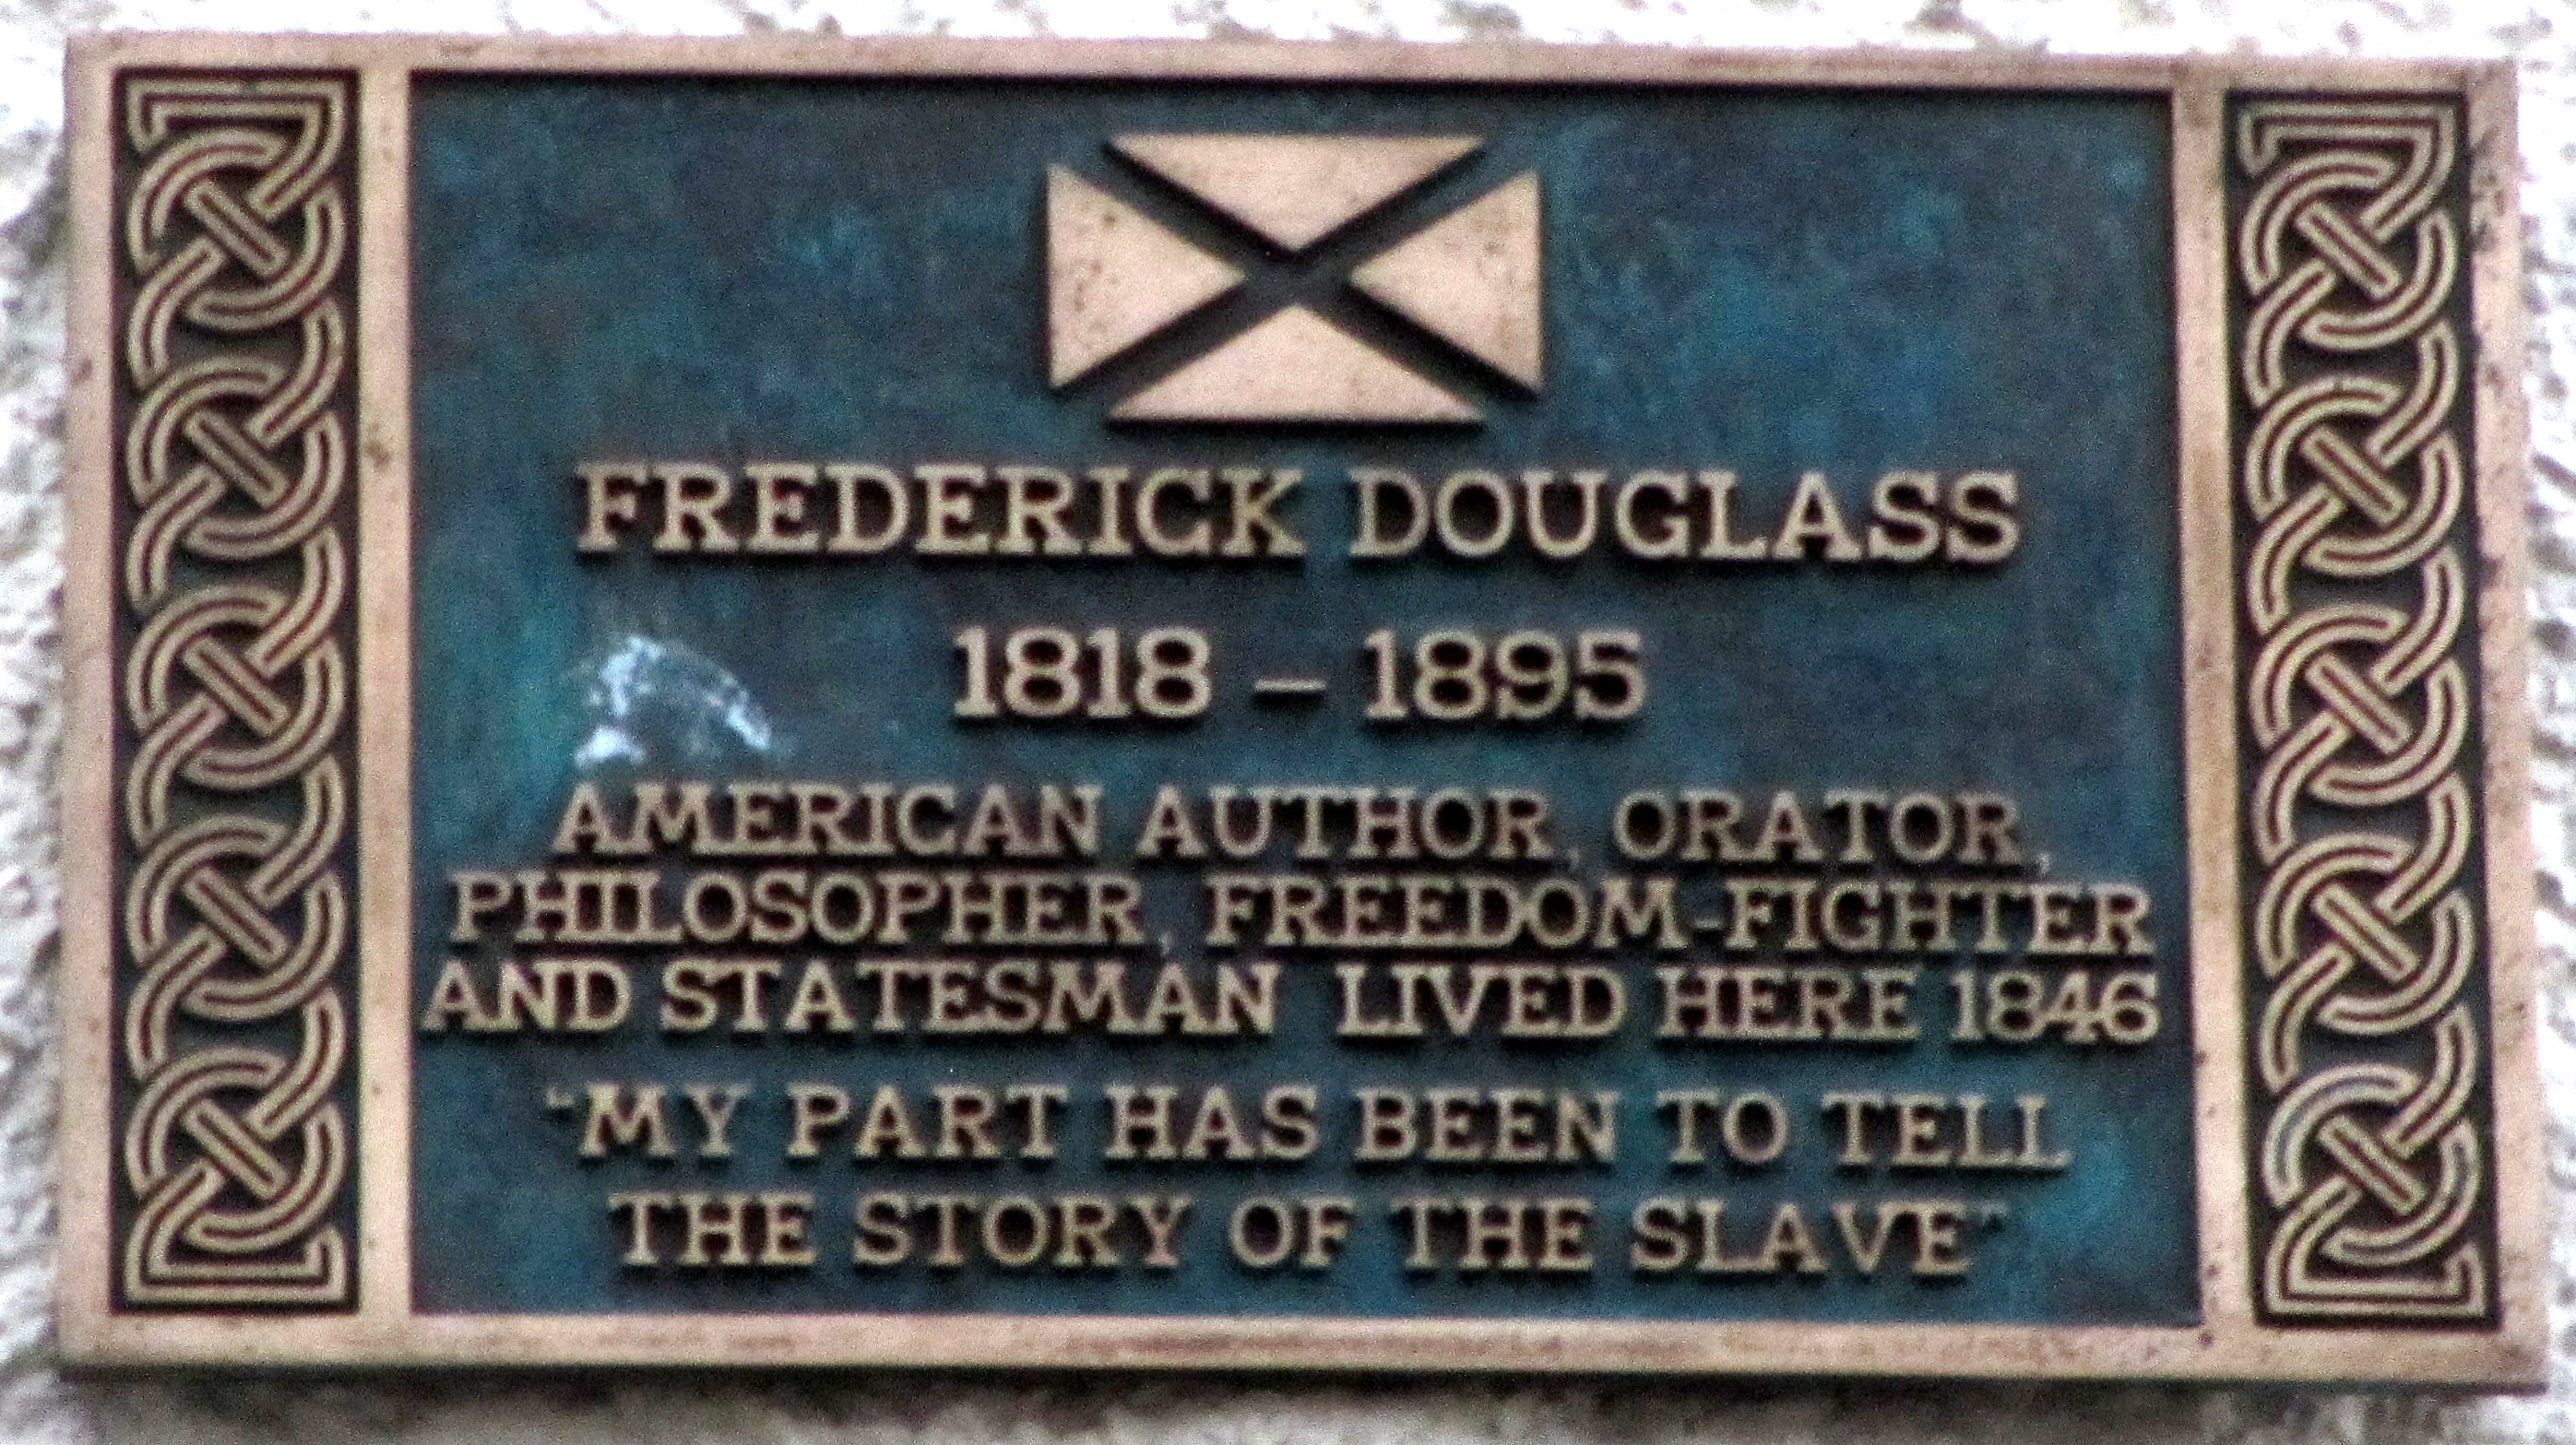 FREDERICK DOUGLASS
1818 – 1895
AMERICAN AUTHOR, ORATOR,
PHILOSOPHER, FREEDOM-FIGHTER
AND STATESMAN LIVED HERE 1846
“MY PART HAS BEEN TO TELL
THE STORY OF THE SLAVE”